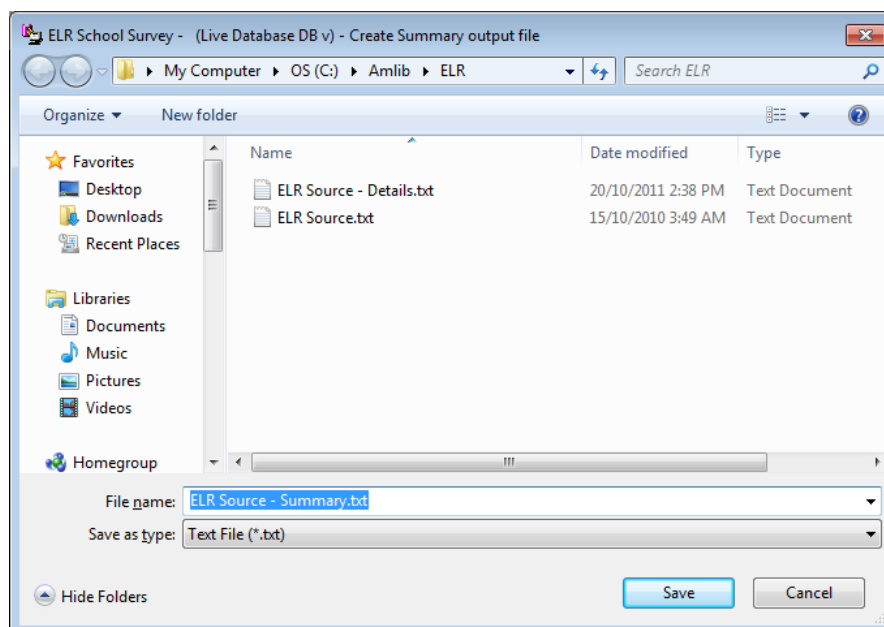 ELR School Survey - (Live Database DB v) - Create Summary output file
My Computer OS (C:) Amlib ELR Search ELR
Organize New folder
Favorites
Desktop
Downloads
Recent Places
Libraries
Documents
Music
Pictures
Videos
Homegroup
Name Date modified Type
ELR Source - Details.txt 20/10/2011 2:38 PM Text Document
ELR Source.txt 15/10/2010 3:49 AM Text Document
File name: ELR Source - Summary.txt
Save as type: Text File (*.txt)
Hide Folders Save Cancel